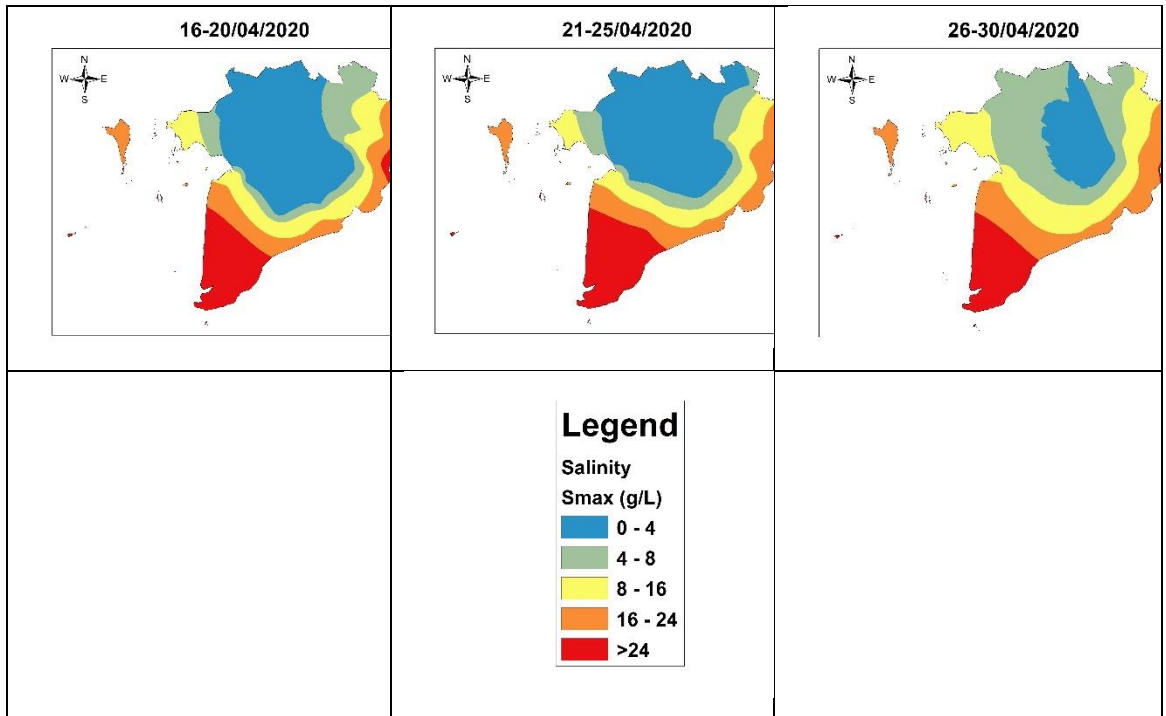 16-20/04/2020
21-25/04/2020
26-30/04/2020
N
W E
S
N
W E
S
N
W E
S
Legend
Salinity
Smax (g/L)
0 - 4
4 - 8
8 - 16
16 - 24
>24